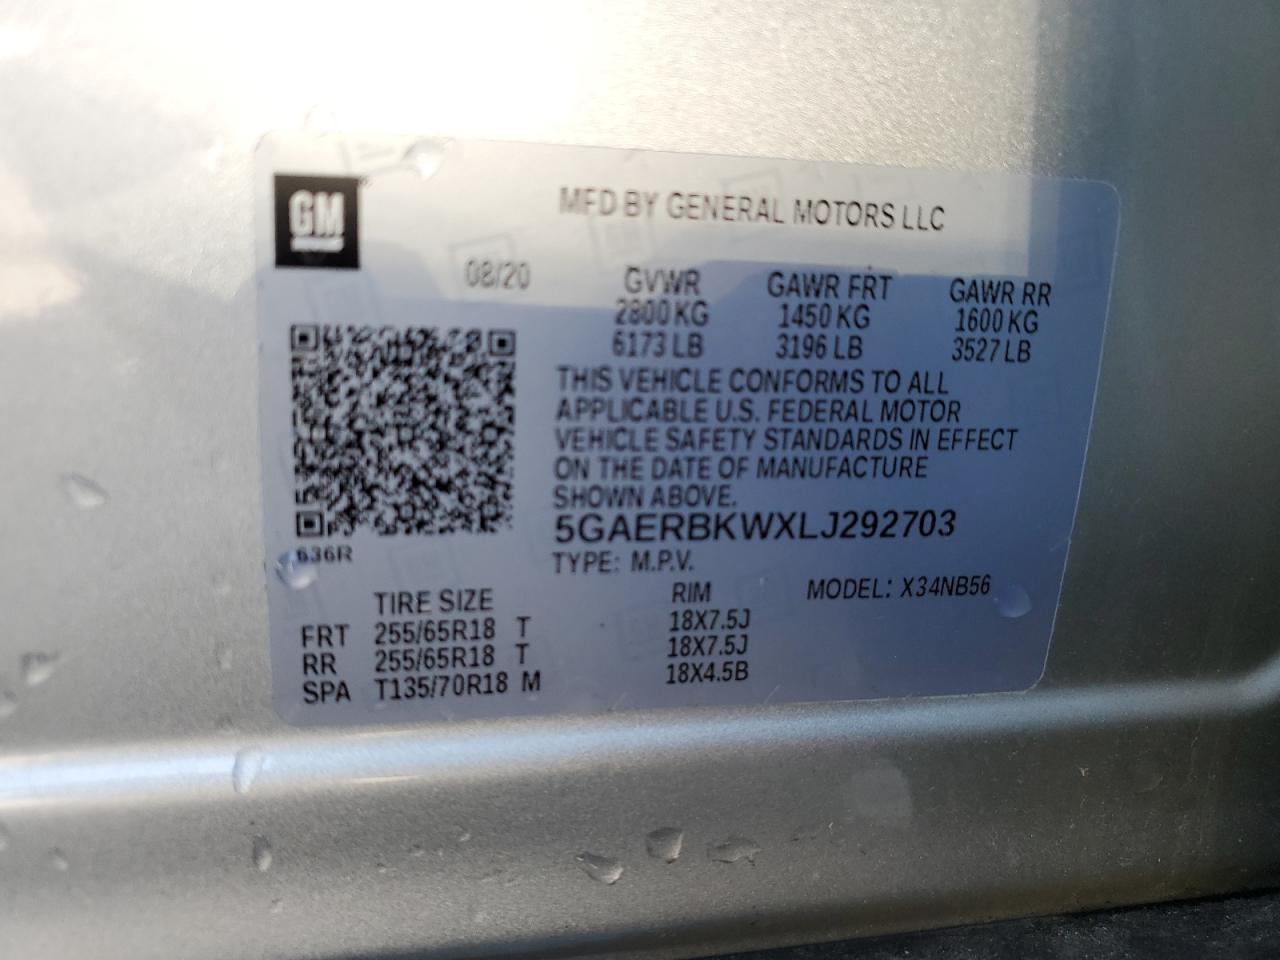 GM
MFD BY GENERAL MOTORS LLC
08/20 GVWR GAWR FRT GAWR RR
2800 KG 1450 KG 1600 KG
6173 LB 3196 LB 3527 LB
THIS VEHICLE CONFORMS TO ALL
APPLICABLE U.S. FEDERAL MOTOR
VEHICLE SAFETY STANDARDS IN EFFECT
ON THE DATE OF MANUFACTURE
SHOWN ABOVE.
5GAERBKWXLJ292703
636R
TYPE: M.P.V.
TIRE SIZE RIM MODEL: X34NB56
FRT 255/65R18 T 18X7.5J
RR 255/65R18 T 18X7.5J
SPA T135/70R18 M 18X4.5B